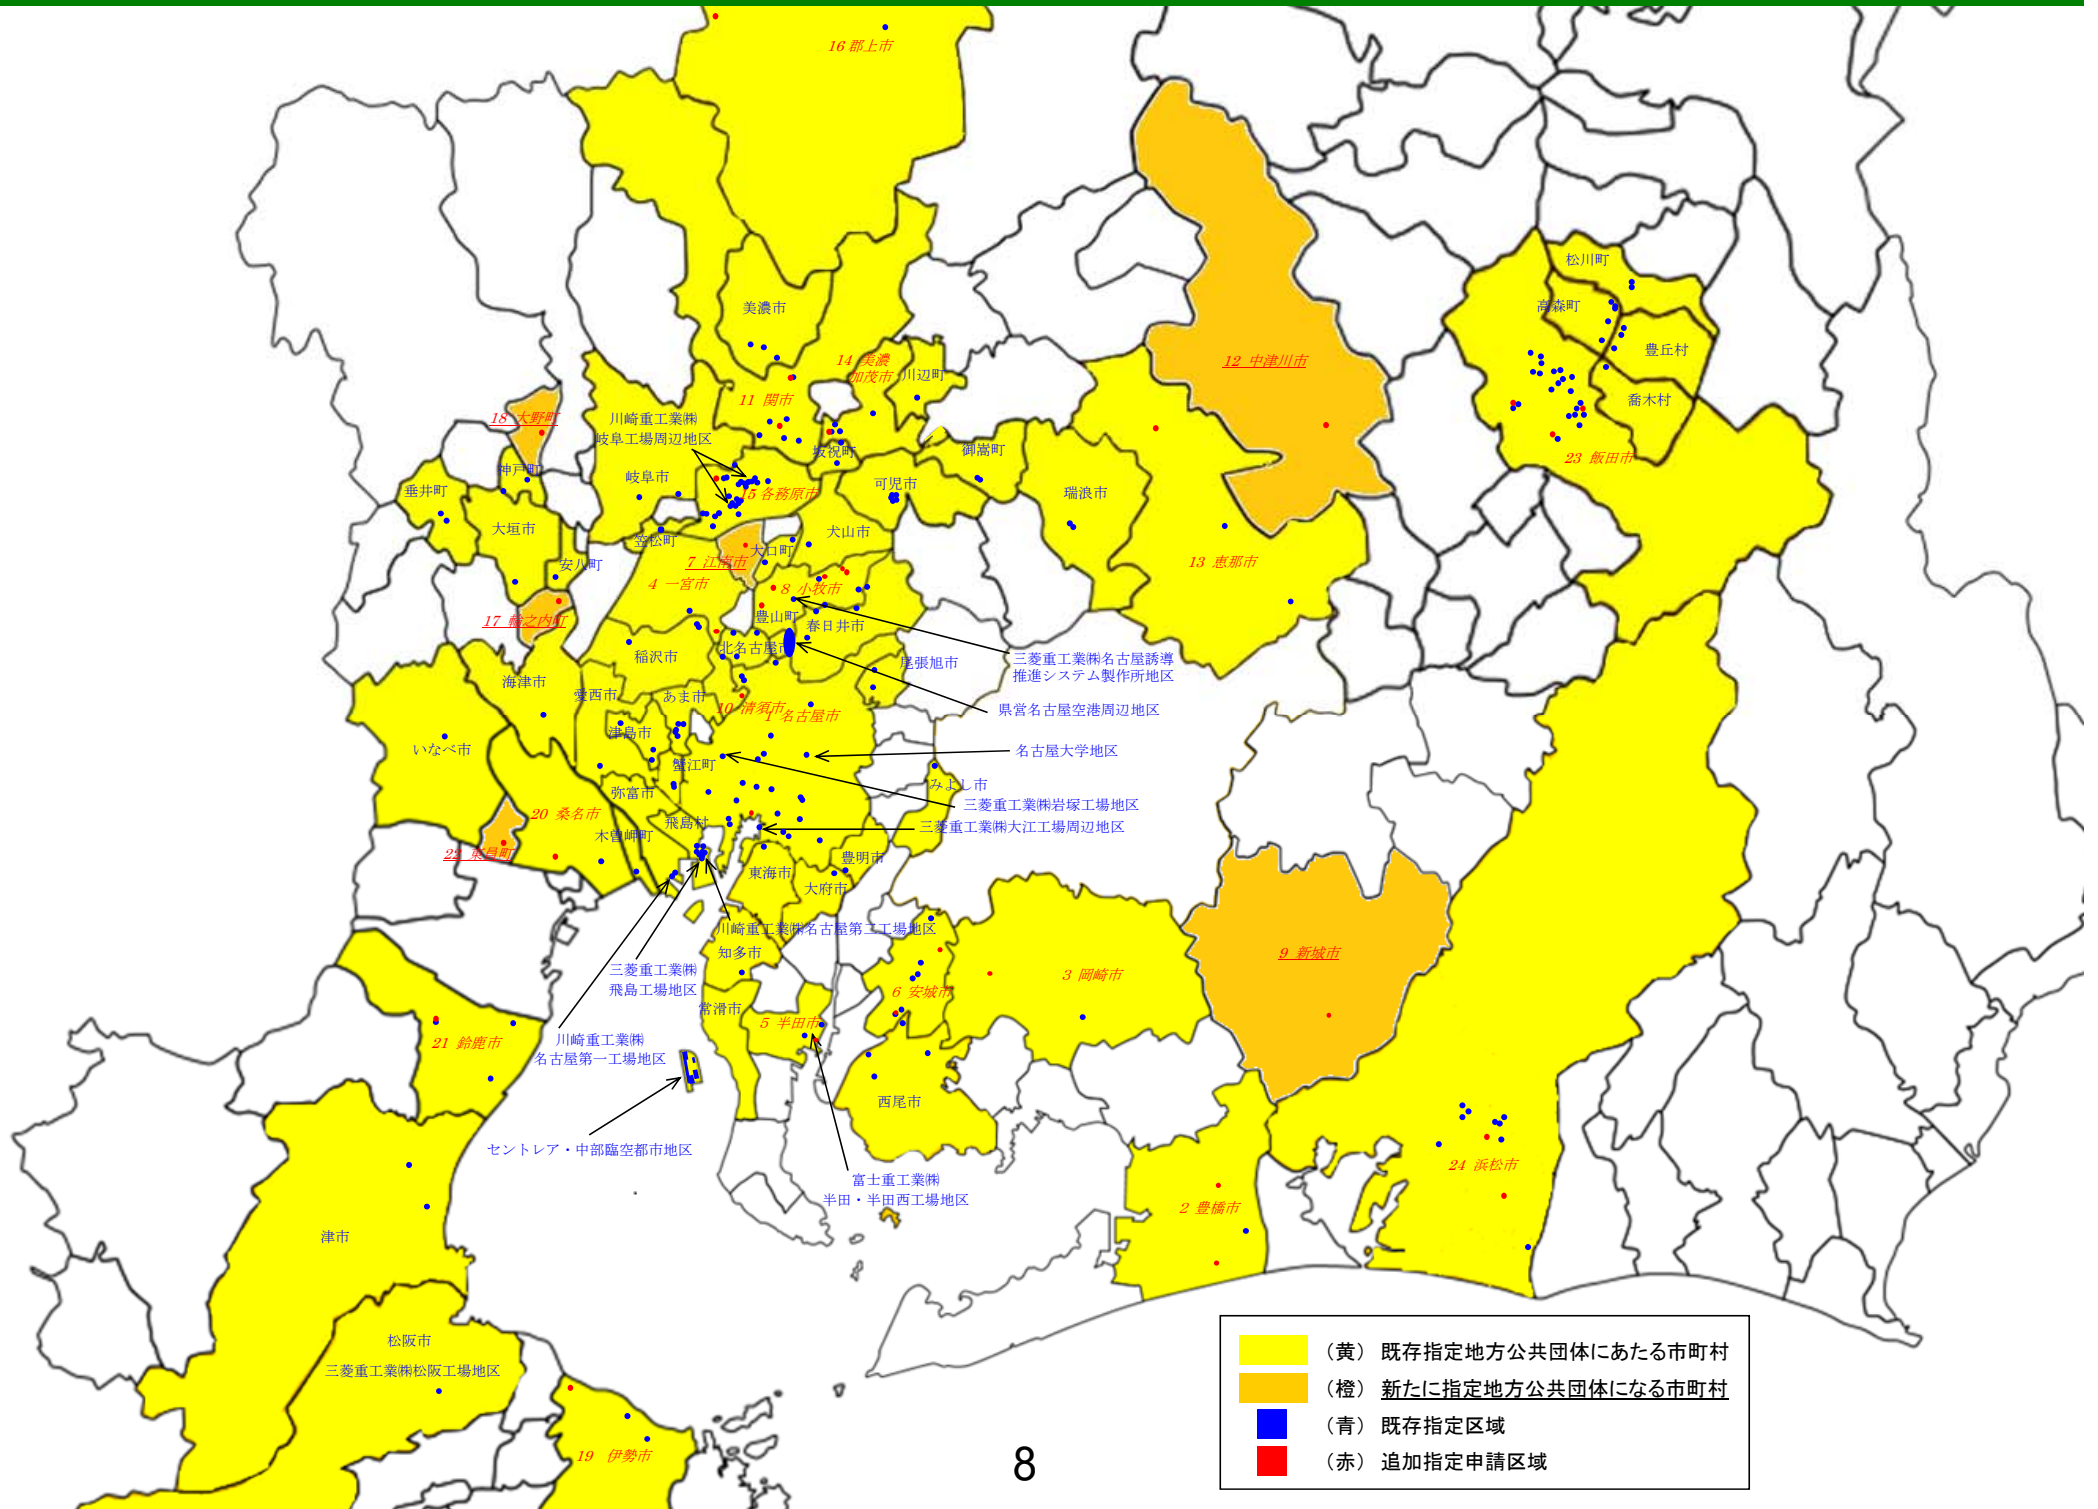 16 郡上市
松川町
美濃市
高森町
豊丘村
14 美濃
加茂市
川辺町
12 中津川市
11 関市
喬木村
18 大野町
川崎重工業㈱
岐阜工場周辺地区
坂祝町
御嵩町
23 飯田市
神戸町
岐阜市
可児市
垂井町
15 各務原市
瑞浪市
大垣市
犬山市
笠松町
大口町
安八町
7 江南市
13 恵那市
4 一宮市
8 小牧市
17 輪之内町
豊山町
春日井市
稲沢市
北名古屋市
尾張旭市
三菱重工業㈱名古屋誘導
推進システム製作所地区
海津市
愛西市
あま市
10 清須市
1 名古屋市
県営名古屋空港周辺地区
津島市
いなべ市
名古屋大学地区
蟹江町
みよし市
弥富市
三菱重工業㈱岩塚工場地区
20 桑名市
飛島村
三菱重工業㈱大江工場周辺地区
木曽岬町
22 東員町
豊明市
東海市
大府市
川崎重工業㈱名古屋第二工場地区
知多市
9 新城市
三菱重工業㈱
飛島工場地区
3 岡崎市
6 安城市
常滑市
5 半田市
21 鈴鹿市
川崎重工業㈱
名古屋第一工場地区
西尾市
セントレア・中部臨空都市地区
24 浜松市
富士重工業㈱
半田・半田西工場地区
2 豊橋市
津市
松阪市
三菱重工業㈱松阪工場地区
19 伊勢市
（黄） 既存指定地方公共団体にあたる市町村
（橙） 新たに指定地方公共団体になる市町村
（青） 既存指定区域
（赤） 追加指定申請区域
8